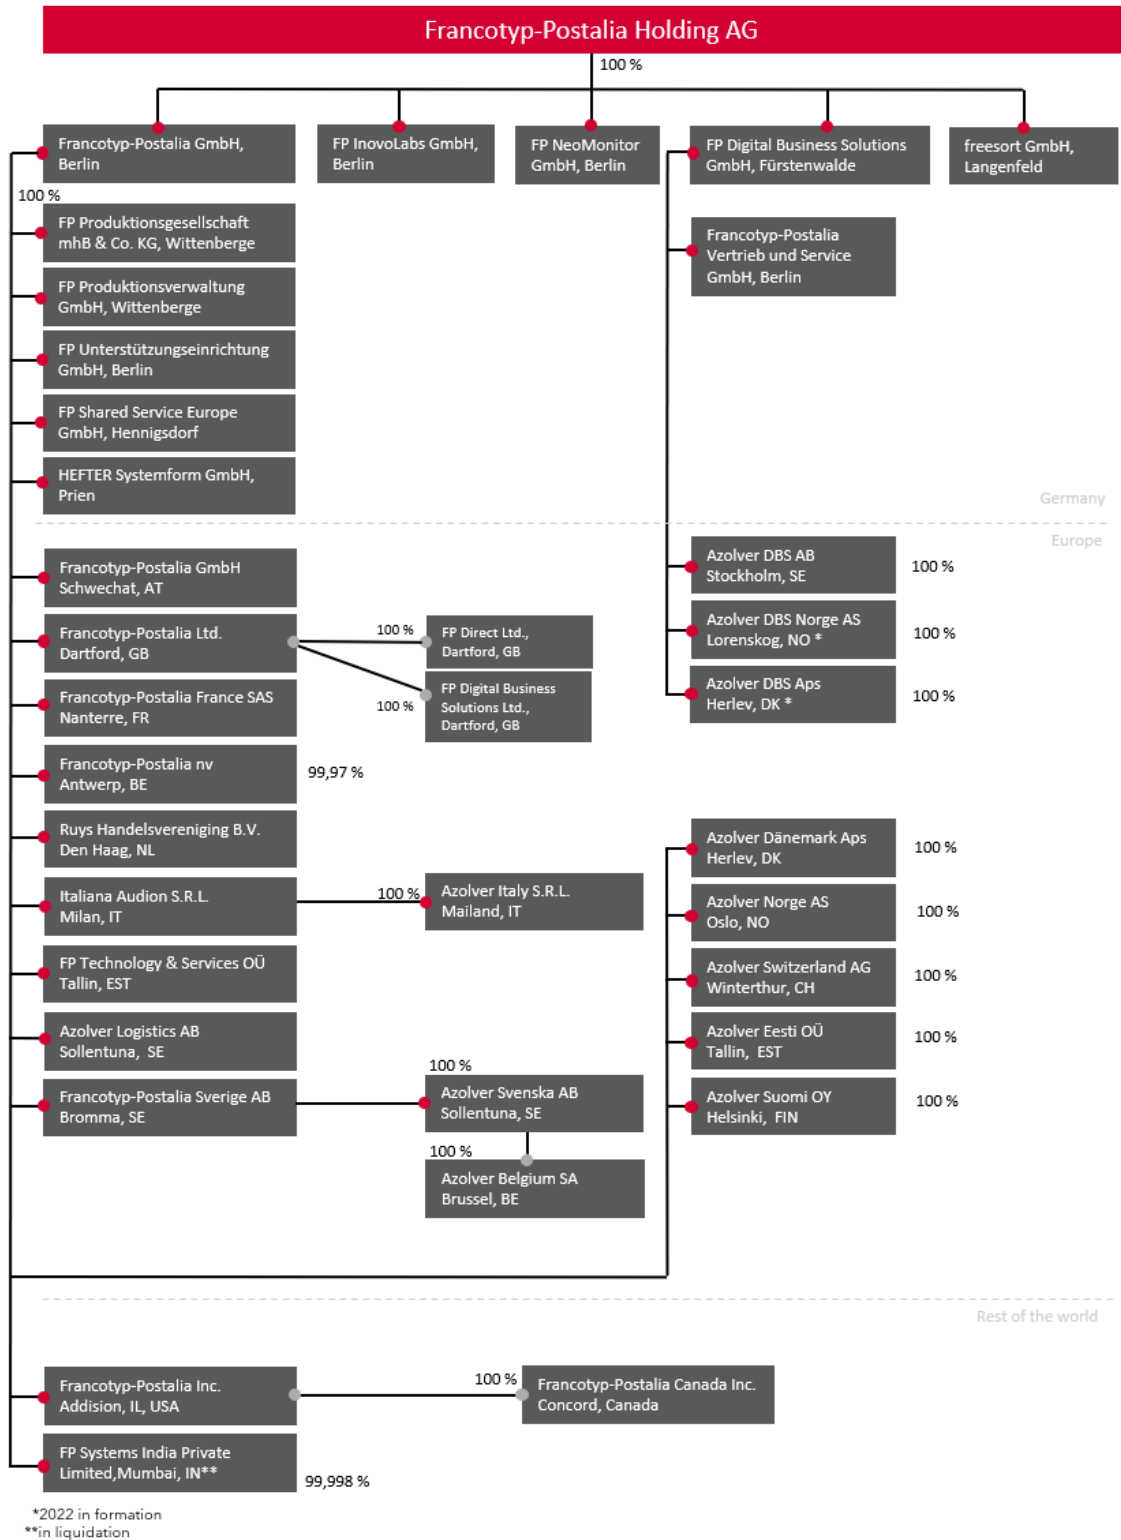 Francotyp-Postalia Holding AG
100 %
Francotyp-Postalia GmbH,
Berlin
FP InovoLabs GmbH,
Berlin
FP NeoMonitor
GmbH, Berlin
FP Digital Business Solutions
GmbH, Fürstenwalde
freesort GmbH,
Langenfeld
100 %
FP Produktionsgesellschaft
mhB & Co. KG, Wittenberge
Francotyp-Postalia
Vertrieb und Service
GmbH, Berlin
FP Produktionsverwaltung
GmbH, Wittenberge
FP Unterstützungseinrichtung
GmbH, Berlin
FP Shared Service Europe
GmbH, Hennigsdorf
HEFTER Systemform GmbH,
Prien
Germany
Europe
Francotyp-Postalia GmbH
Schwechat, AT
Azolver DBS AB
Stockholm, SE
100 %
Francotyp-Postalia Ltd.
Dartford, GB
100 %
FP Direct Ltd.,
Dartford, GB
Azolver DBS Norge AS
Lorenskog, NO *
100 %
Francotyp-Postalia France SAS
Nanterre, FR
100 %
FP Digital Business
Solutions Ltd.,
Dartford, GB
Azolver DBS Aps
Herlev, DK *
100 %
Francotyp-Postalia nv
Antwerp, BE
99,97 %
Ruys Handelsvereniging B.V.
Den Haag, NL
Azolver Dänemark Aps
Herlev, DK
100 %
Italiana Audion S.R.L.
Milan, IT
100 %
Azolver Italy S.R.L.
Mailand, IT
Azolver Norge AS
Oslo, NO
100 %
FP Technology & Services OÜ
Tallin, EST
Azolver Switzerland AG
Winterthur, CH
100 %
Azolver Logistics AB
Sollentuna, SE
Azolver Eesti OÜ
Tallin, EST
100 %
Francotyp-Postalia Sverige AB
Bromma, SE
100 %
Azolver Svenska AB
Sollentuna, SE
Azolver Suomi OY
Helsinki, FIN
100 %
100 %
Azolver Belgium SA
Brussel, BE
Rest of the world
Francotyp-Postalia Inc.
Addision, IL, USA
100 %
Francotyp-Postalia Canada Inc.
Concord, Canada
FP Systems India Private
Limited,Mumbai, IN**
99,998 %
*2022 in formation
**in liquidation